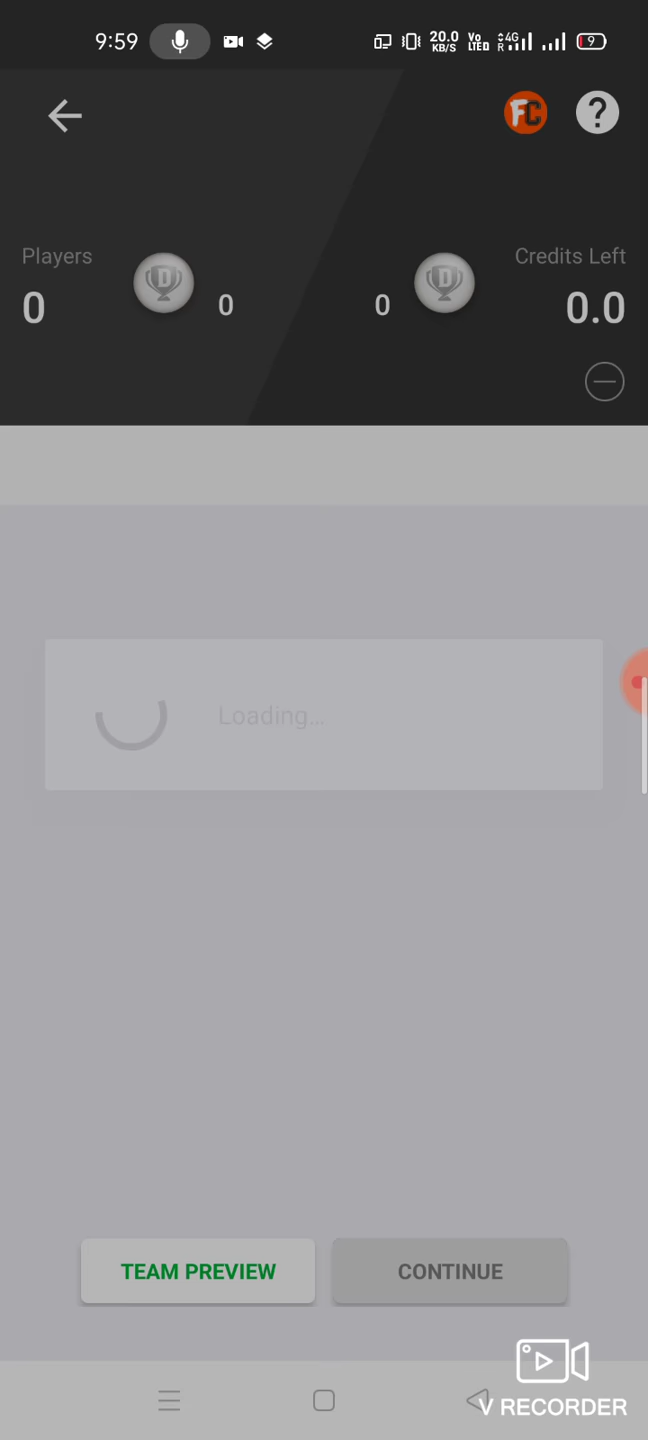 9:59 20.0 KB/S Vo LTED 4G R 9
FC ?
Players Credits Left
D D
0 0 0 0.0
Loading...
TEAM PREVIEW CONTINUE
V RECORDER